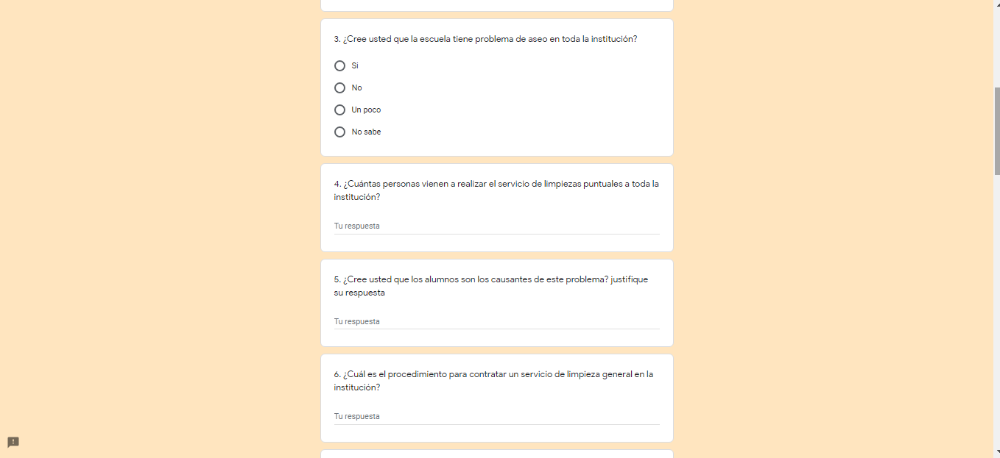 3. ¿Cree usted que la escuela tiene problema de aseo en toda la institución?
Si
No
Un poco
No sabe
4. ¿Cuántas personas vienen a realizar el servicio de limpiezas puntuales a toda la
institución?
Tu respuesta
5. ¿Cree usted que los alumnos son los causantes de este problema? justifique
su respuesta
Tu respuesta
6. ¿Cuál es el procedimiento para contratar un servicio de limpieza general en la
institución?
Tu respuesta